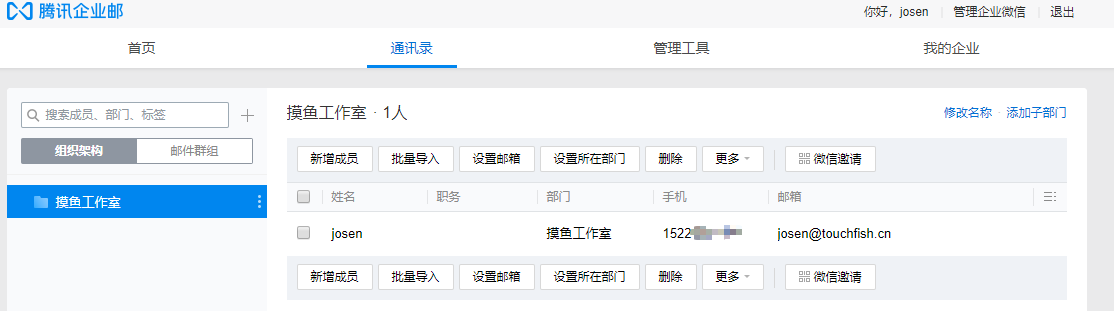 腾讯企业邮
你好，josen 管理企业微信 退出
首页 通讯录 管理工具 我的企业
搜索成员、部门、标签
组织架构 邮件群组
摸鱼工作室
摸鱼工作室 · 1人 修改名称 · 添加子部门
新增成员 批量导入 设置邮箱 设置所在部门 删除 更多 微信邀请
姓名 职务 部门 手机 邮箱
josen 摸鱼工作室 1522 josen@touchfish.cn
新增成员 批量导入 设置邮箱 设置所在部门 删除 更多 微信邀请